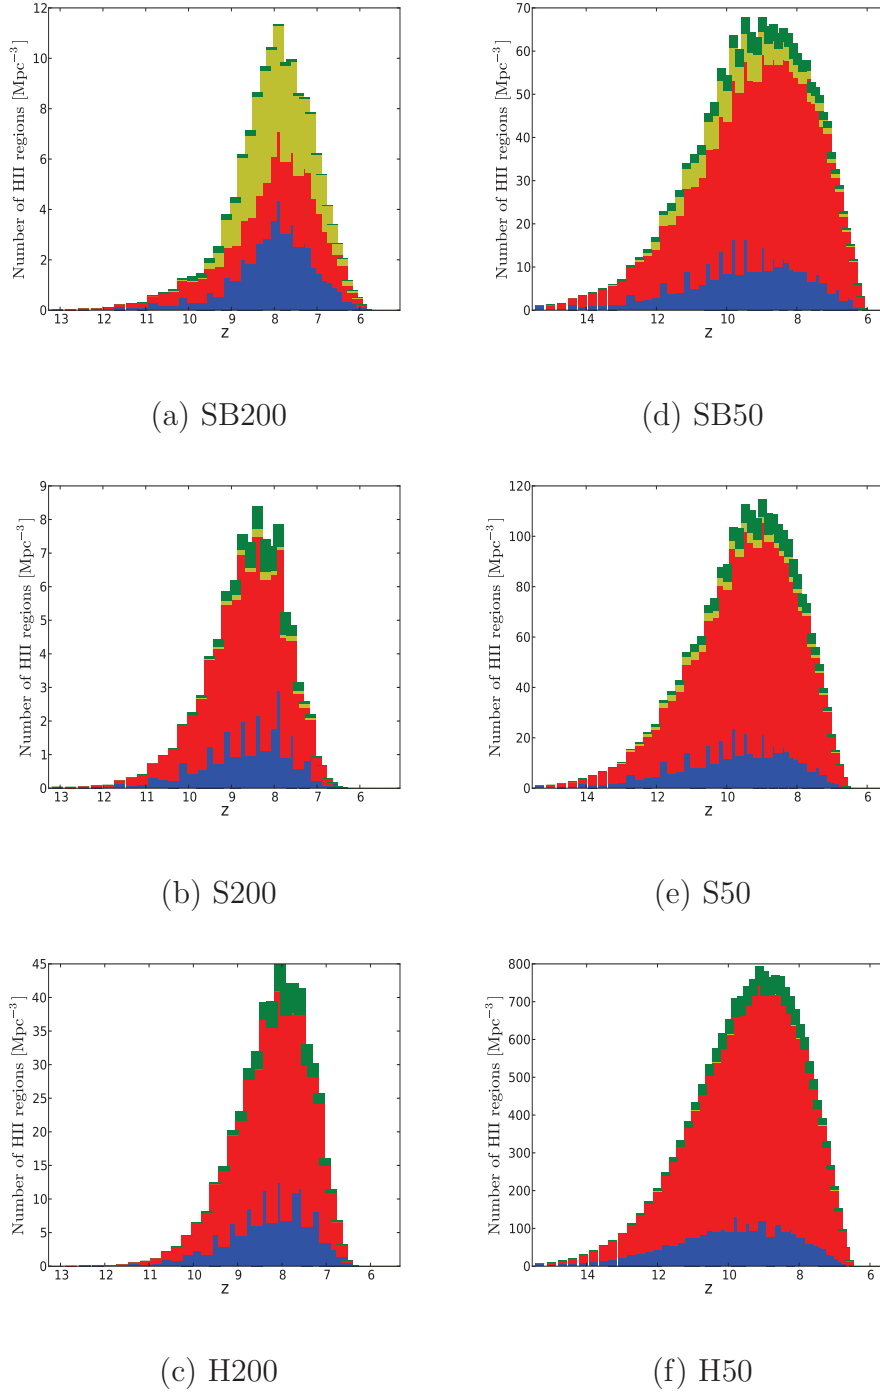 Number of HII regions [Mpc−3]
12
10
8
6
4
2
0
13 12 11 10 9 8 7 6
z
(a) SB200
Number of HII regions [Mpc−3]
70
60
50
40
30
20
10
0
14 12 10 8 6
z
(d) SB50
Number of HII regions [Mpc−3]
9
8
7
6
5
4
3
2
1
0
13 12 11 10 9 8 7 6
z
(b) S200
Number of HII regions [Mpc−3]
120
100
80
60
40
20
0
14 12 10 8 6
z
(e) S50
Number of HII regions [Mpc−3]
45
40
35
30
25
20
15
10
5
0
13 12 11 10 9 8 7 6
z
(c) H200
Number of HII regions [Mpc−3]
800
700
600
500
400
300
200
100
0
14 12 10 8 6
z
(f) H50